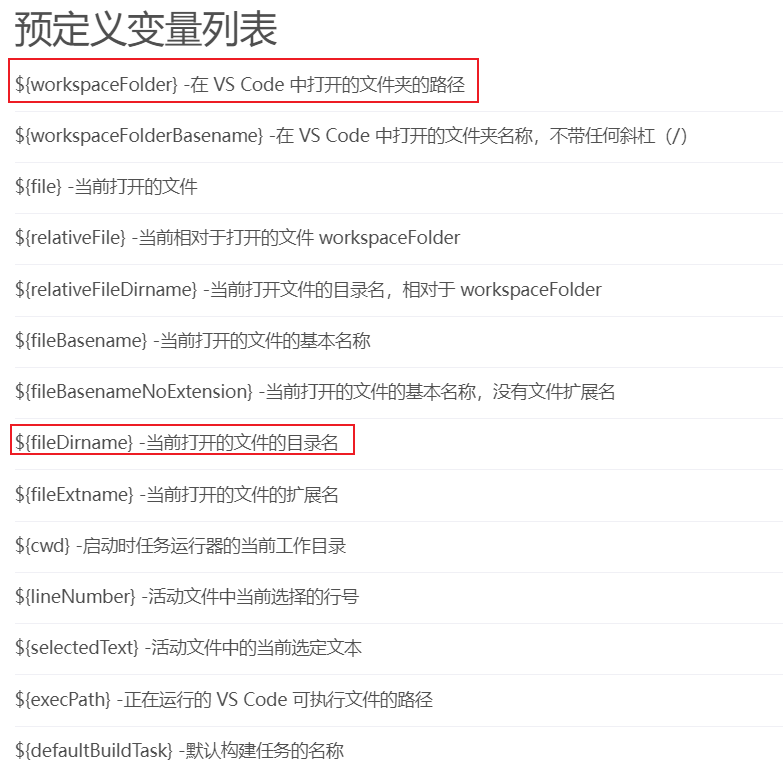 预定义变量列表
${workspaceFolder} -在 VS Code 中打开的文件夹的路径
${workspaceFolderBasename} -在 VS Code 中打开的文件夹名称，不带任何斜杠（/）
${file} -当前打开的文件
${relativeFile} -当前相对于打开的文件 workspaceFolder
${relativeFileDirname} -当前打开文件的目录名，相对于 workspaceFolder
${fileBasename} -当前打开的文件的基本名称
${fileBasenameNoExtension} -当前打开的文件的基本名称，没有文件扩展名
${fileDirname} -当前打开的文件的目录名
${fileExtname} -当前打开的文件的扩展名
${cwd} -启动时任务运行器的当前工作目录
${lineNumber} -活动文件中当前选择的行号
${selectedText} -活动文件中的当前选定文本
${execPath} -正在运行的 VS Code 可执行文件的路径
${defaultBuildTask} -默认构建任务的名称